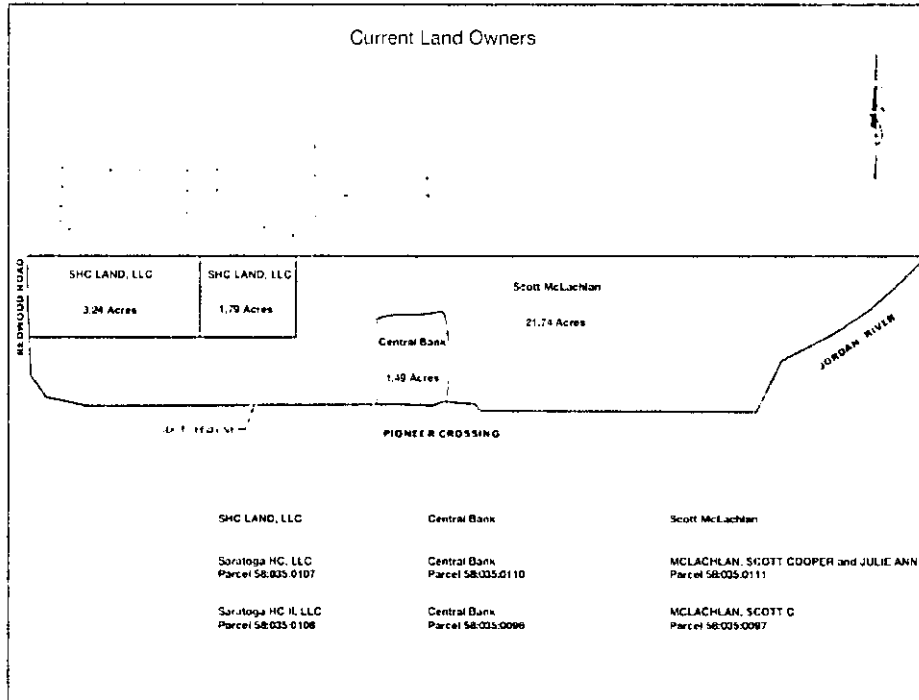 Current Land Owners
REDWOOD ROAD
SHC LAND, LLC
3.24 Acres
SHC LAND, LLC
1.79 Acres
Scott McLachlan
21.74 Acres
Central Bank
1.49 Acres
JORDAN RIVER
PIONEER CROSSING
SHC LAND, LLC
Central Bank
Scott McLachlan
Saratoga HC, LLC
Parcel 58:035:0107
Central Bank
Parcel 58:035:0110
MCLACHLAN, SCOTT COOPER and JULIE ANN
Parcel 58:035:0111
Saratoga HC II, LLC
Parcel 58:035:0108
Central Bank
Parcel 58:035:0096
MCLACHLAN, SCOTT C
Parcel 58:035:0097